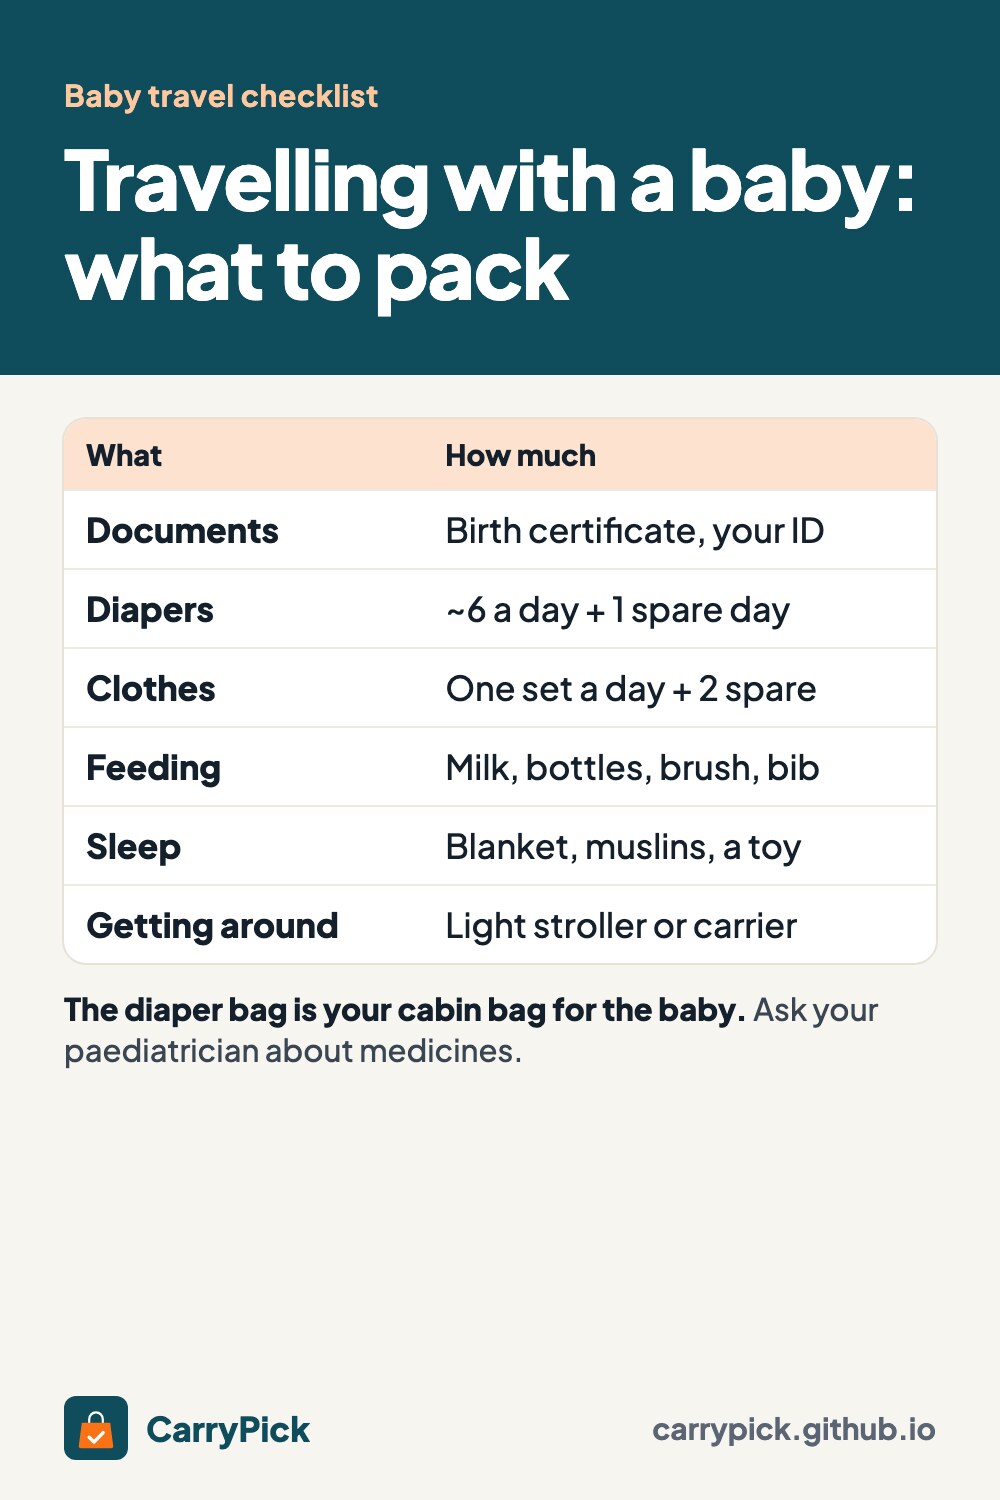 Baby travel checklist
Travelling with a baby:
what to pack
What How much
Documents Birth certificate, your ID
Diapers ~6 a day + 1 spare day
Clothes One set a day + 2 spare
Feeding Milk, bottles, brush, bib
Sleep Blanket, muslins, a toy
Getting around Light stroller or carrier
The diaper bag is your cabin bag for the baby. Ask your
paediatrician about medicines.
CarryPick carrypick.github.io